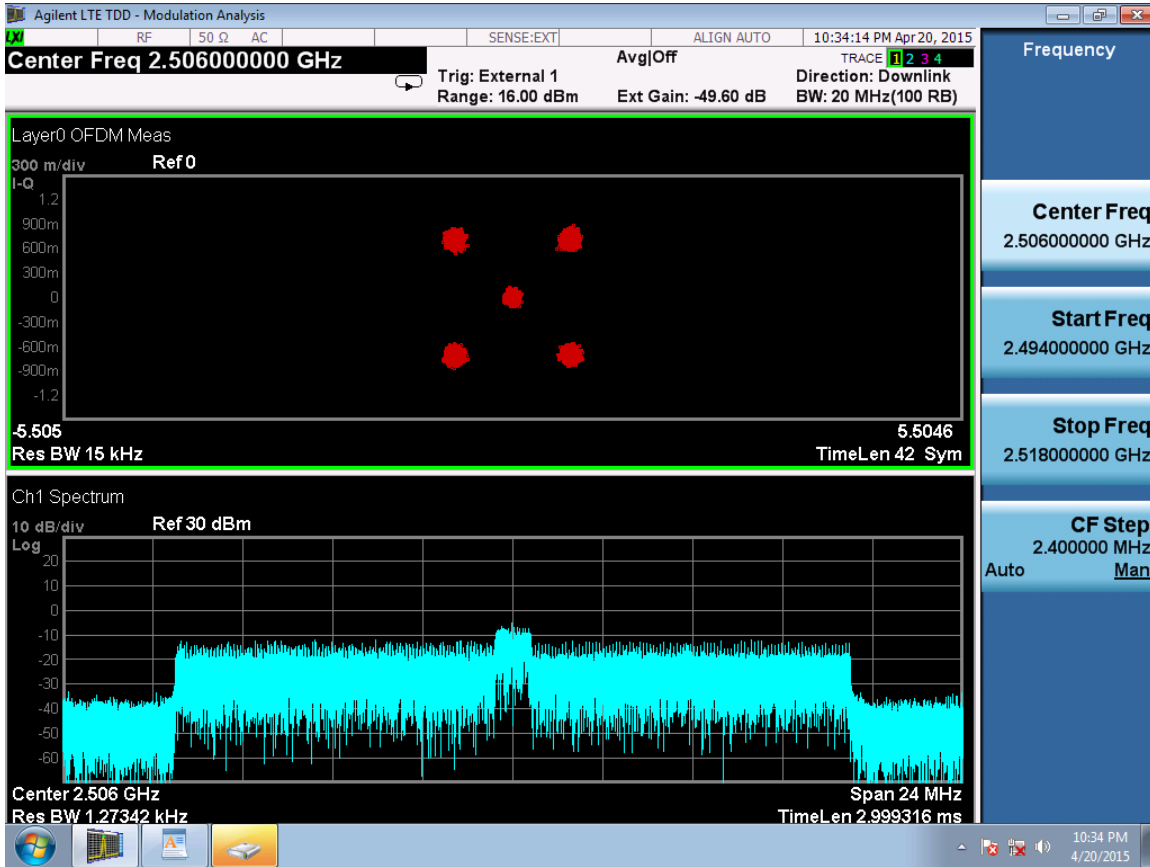 Agilent LTE TDD - Modulation Analysis
LXI RF 50 Ω AC SENSE:EXT ALIGN AUTO 10:34:14 PM Apr 20, 2015
Center Freq 2.506000000 GHz
Avg|Off
TRACE 1 2 3 4
Trig: External 1
Direction: Downlink
Range: 16.00 dBm
Ext Gain: -49.60 dB
BW: 20 MHz(100 RB)
Layer0 OFDM Meas
300 m/div Ref 0
I-Q
1.2
900m
600m
300m
0
-300m
-600m
-900m
-1.2
-5.505 5.5046
Res BW 15 kHz TimeLen 42 Sym
Ch1 Spectrum
10 dB/div Ref 30 dBm
Log
20
10
0
-10
-20
-30
-40
-50
-60
Center 2.506 GHz Span 24 MHz
Res BW 1.27342 kHz TimeLen 2.999316 ms
Frequency
Center Freq
2.506000000 GHz
Start Freq
2.494000000 GHz
Stop Freq
2.518000000 GHz
CF Step
2.400000 MHz
Auto Man
10:34 PM
4/20/2015